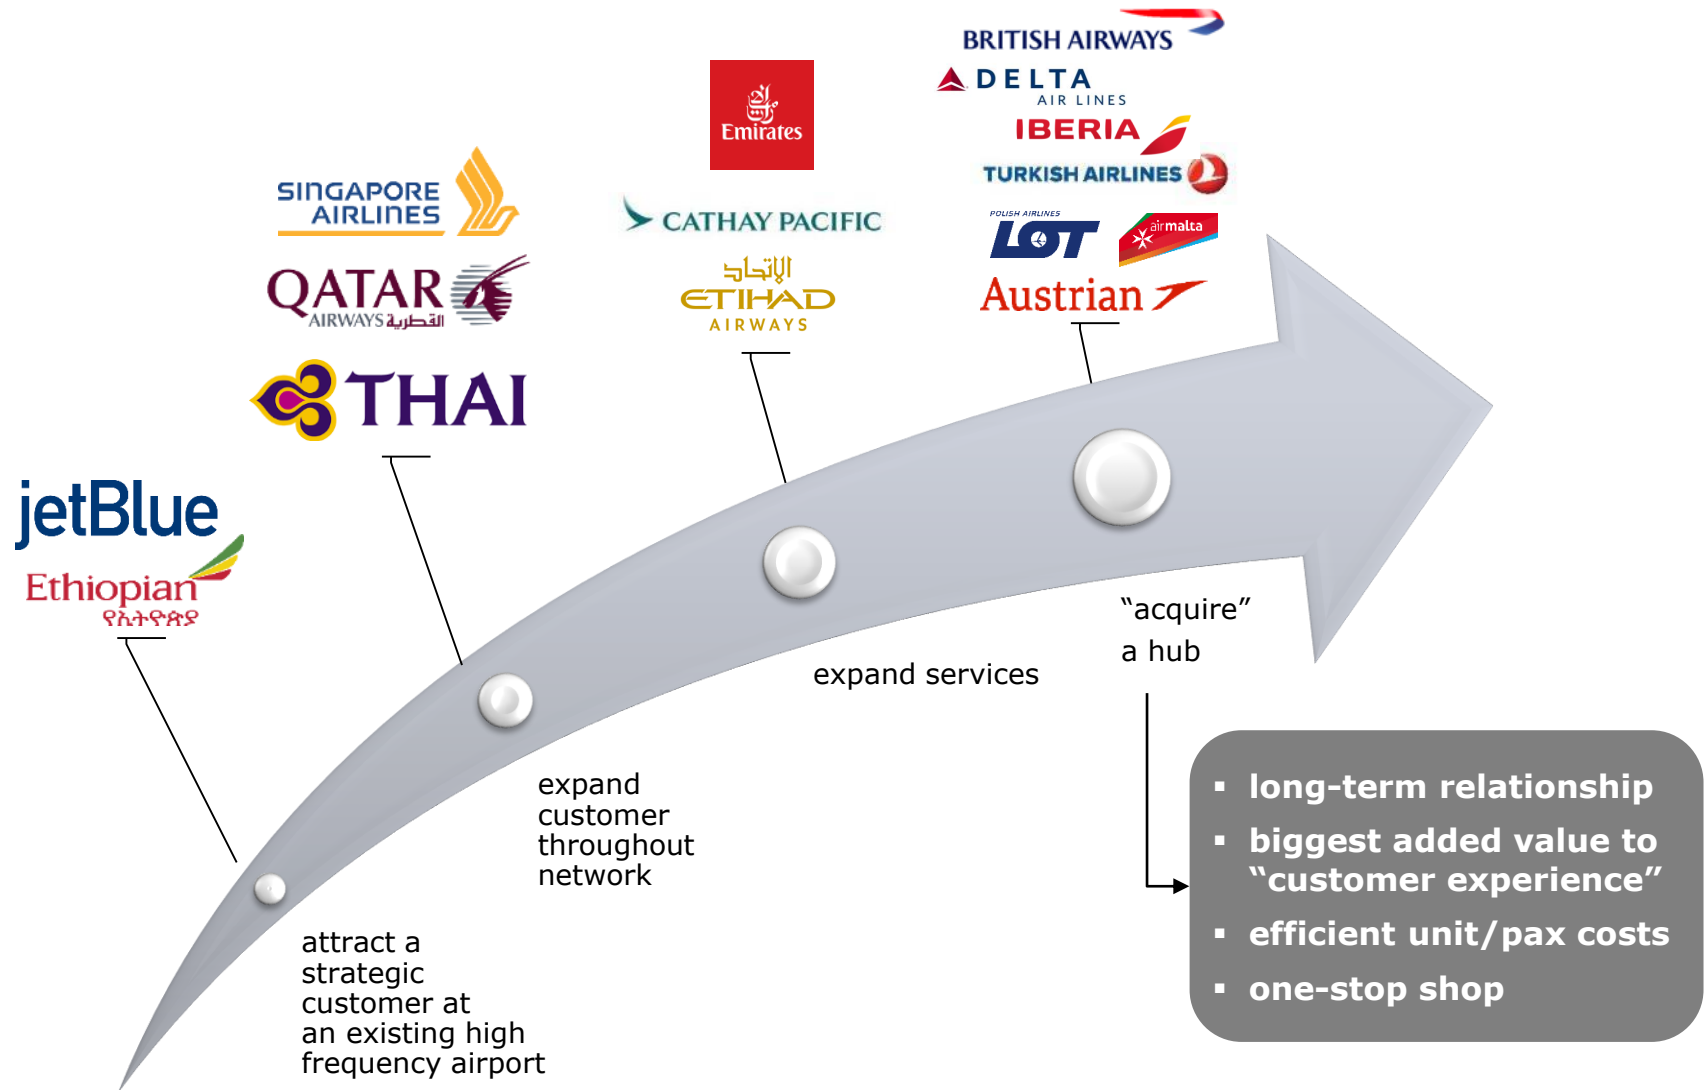 BRITISH AIRWAYS
DELTA
AIR LINES
IBERIA
TURKISH AIRLINES
POLISH AIRLINES
LOT
airmalta
Austrian
Emirates
CATHAY PACIFIC
الإتحاد
ETIHAD
AIRWAYS
SINGAPORE
AIRLINES
QATAR
AIRWAYS القطرية
THAI
jetBlue
Ethiopian
የኢትዮጵያ
attract a
strategic
customer at
an existing high
frequency airport
expand
customer
throughout
network
expand services
“acquire”
a hub
▪ long-term relationship
▪ biggest added value to
“customer experience”
▪ efficient unit/pax costs
▪ one-stop shop